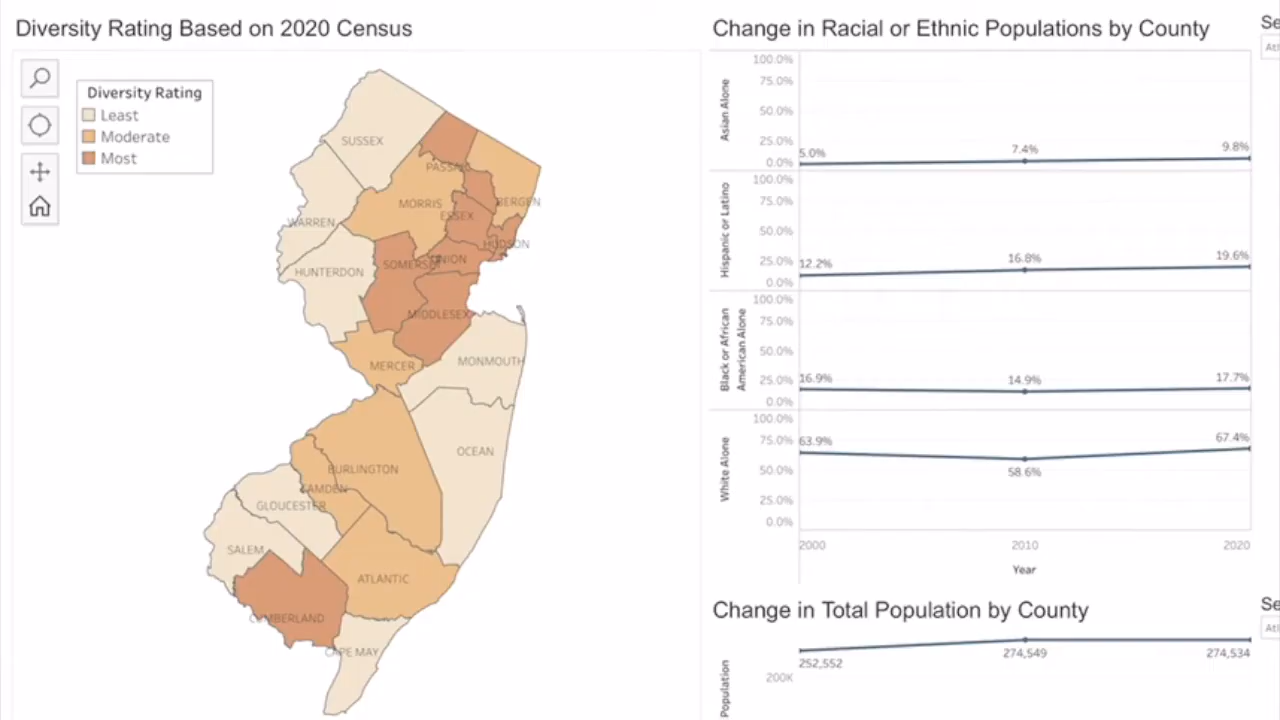 Diversity Rating Based on 2020 Census
Diversity Rating
Least
Moderate
Most
SUSSEX
PASSAIC
WARREN
MORRIS
BERGEN
ESSEX
HUDSON
HUNTERDON
SOMERSET
UNION
MIDDLESEX
MERCER
MONMOUTH
OCEAN
BURLINGTON
CAMDEN
GLOUCESTER
SALEM
ATLANTIC
CUMBERLAND
CAPE MAY
Change in Racial or Ethnic Populations by County
Se
Atl
Asian Alone
100.0%
75.0%
50.0%
25.0%
0.0%
5.0%
7.4%
9.8%
Hispanic or Latino
100.0%
75.0%
50.0%
25.0%
0.0%
12.2%
16.8%
19.6%
Black or African
American Alone
100.0%
75.0%
50.0%
25.0%
0.0%
16.9%
14.9%
17.7%
White Alone
100.0%
75.0%
50.0%
25.0%
0.0%
63.9%
58.6%
67.4%
2000
2010
2020
Year
Change in Total Population by County
Se
Atl
Population
200K
252,552
274,549
274,534